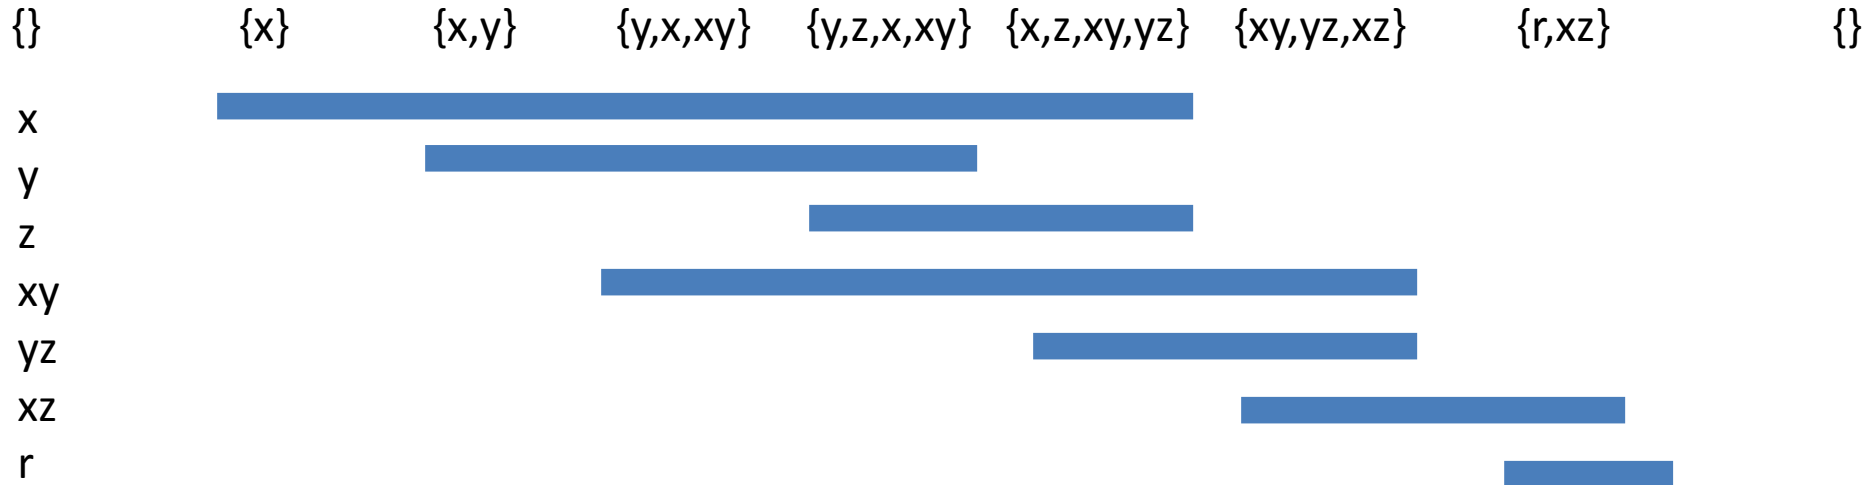 {} {x} {x,y} {y,x,xy} {y,z,x,xy} {x,z,xy,yz} {xy,yz,xz} {r,xz} {}
x
y
z
xy
yz
xz
r